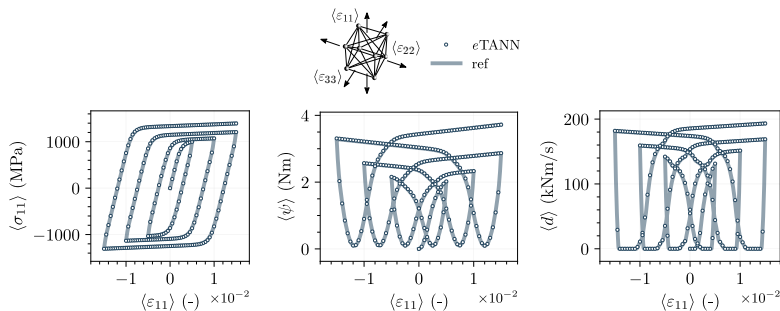 ⟨ε₁₁⟩
⟨ε₂₂⟩
⟨ε₃₃⟩
eTANN
ref
⟨σ₁₁⟩ (MPa)
1000
0
−1000
−1 0 1
⟨ε₁₁⟩ (-) ×10⁻²
⟨ψ⟩ (Nm)
4
2
0
−1 0 1
⟨ε₁₁⟩ (-) ×10⁻²
⟨d⟩ (kNm/s)
200
100
0
−1 0 1
⟨ε₁₁⟩ (-) ×10⁻²